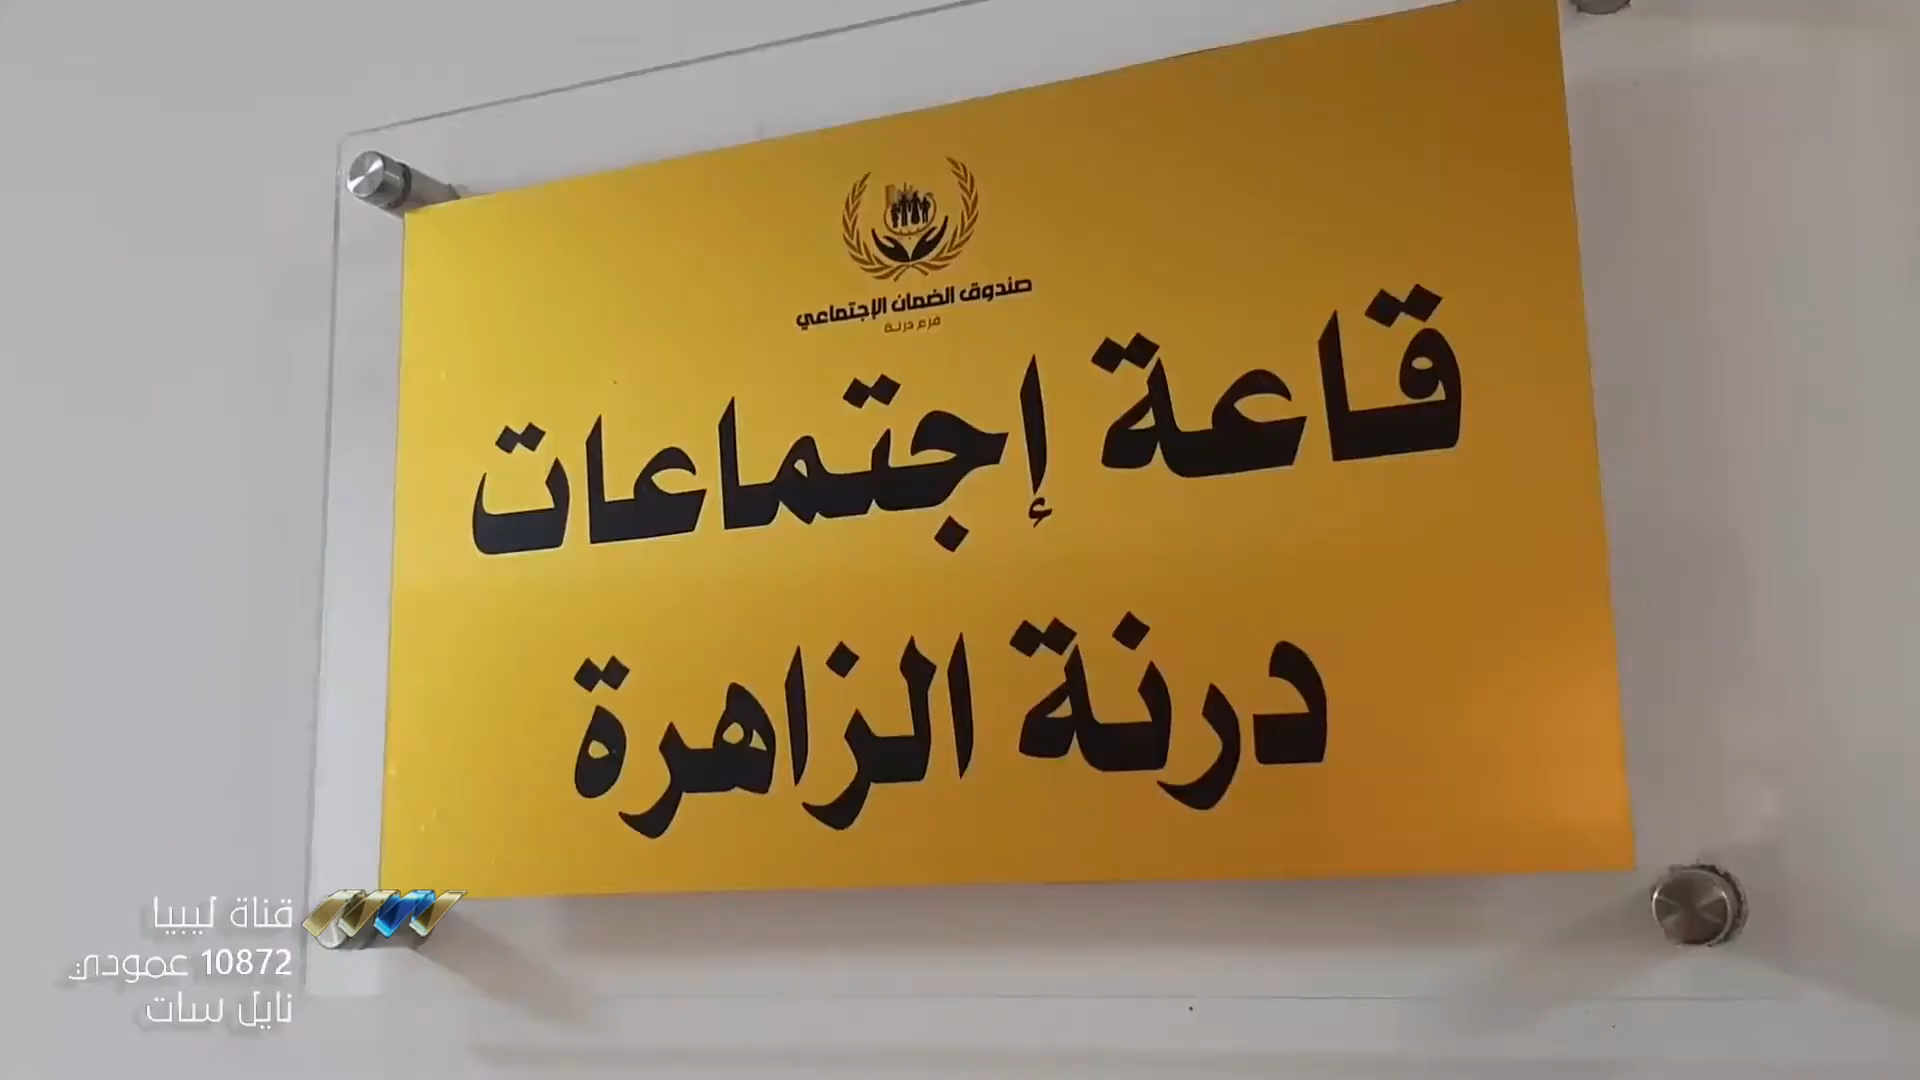 صندوق الضمان الإجتماعي
فرع درنة
قاعة إجتماعات
درنة الزاهرة
قناة ليبيا
10872 عمودي
نايل سات